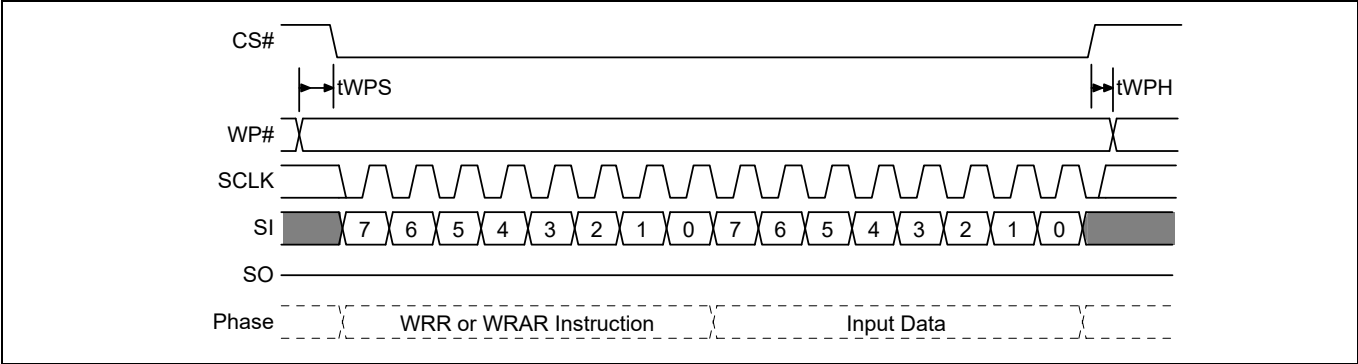 CS#
tWPS tWPH
WP#
SCLK
SI 7 6 5 4 3 2 1 0 7 6 5 4 3 2 1 0
SO
Phase WRR or WRAR Instruction Input Data